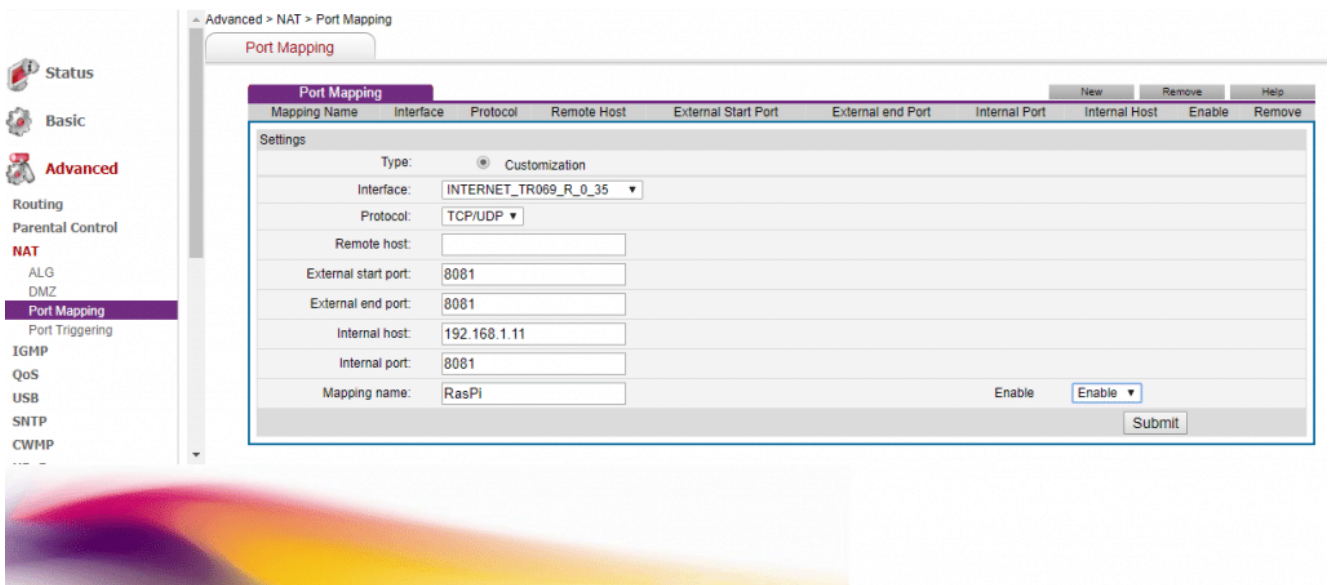 Advanced > NAT > Port Mapping
Port Mapping
Status
Basic
Advanced
Routing
Parental Control
NAT
ALG
DMZ
Port Mapping
Port Triggering
IGMP
QoS
USB
SNTP
CWMP
Port Mapping New Remove Help
Mapping Name Interface Protocol Remote Host External Start Port External end Port Internal Port Internal Host Enable Remove
Settings
Type: Customization
Interface: INTERNET_TR069_R_0_35
Protocol: TCP/UDP
Remote host:
External start port: 8081
External end port: 8081
Internal host: 192.168.1.11
Internal port: 8081
Mapping name: RasPi Enable Enable
Submit